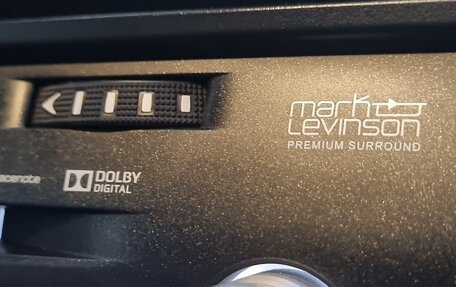 mark
LEVINSON
PREMIUM SURROUND
DOLBY
DIGITAL